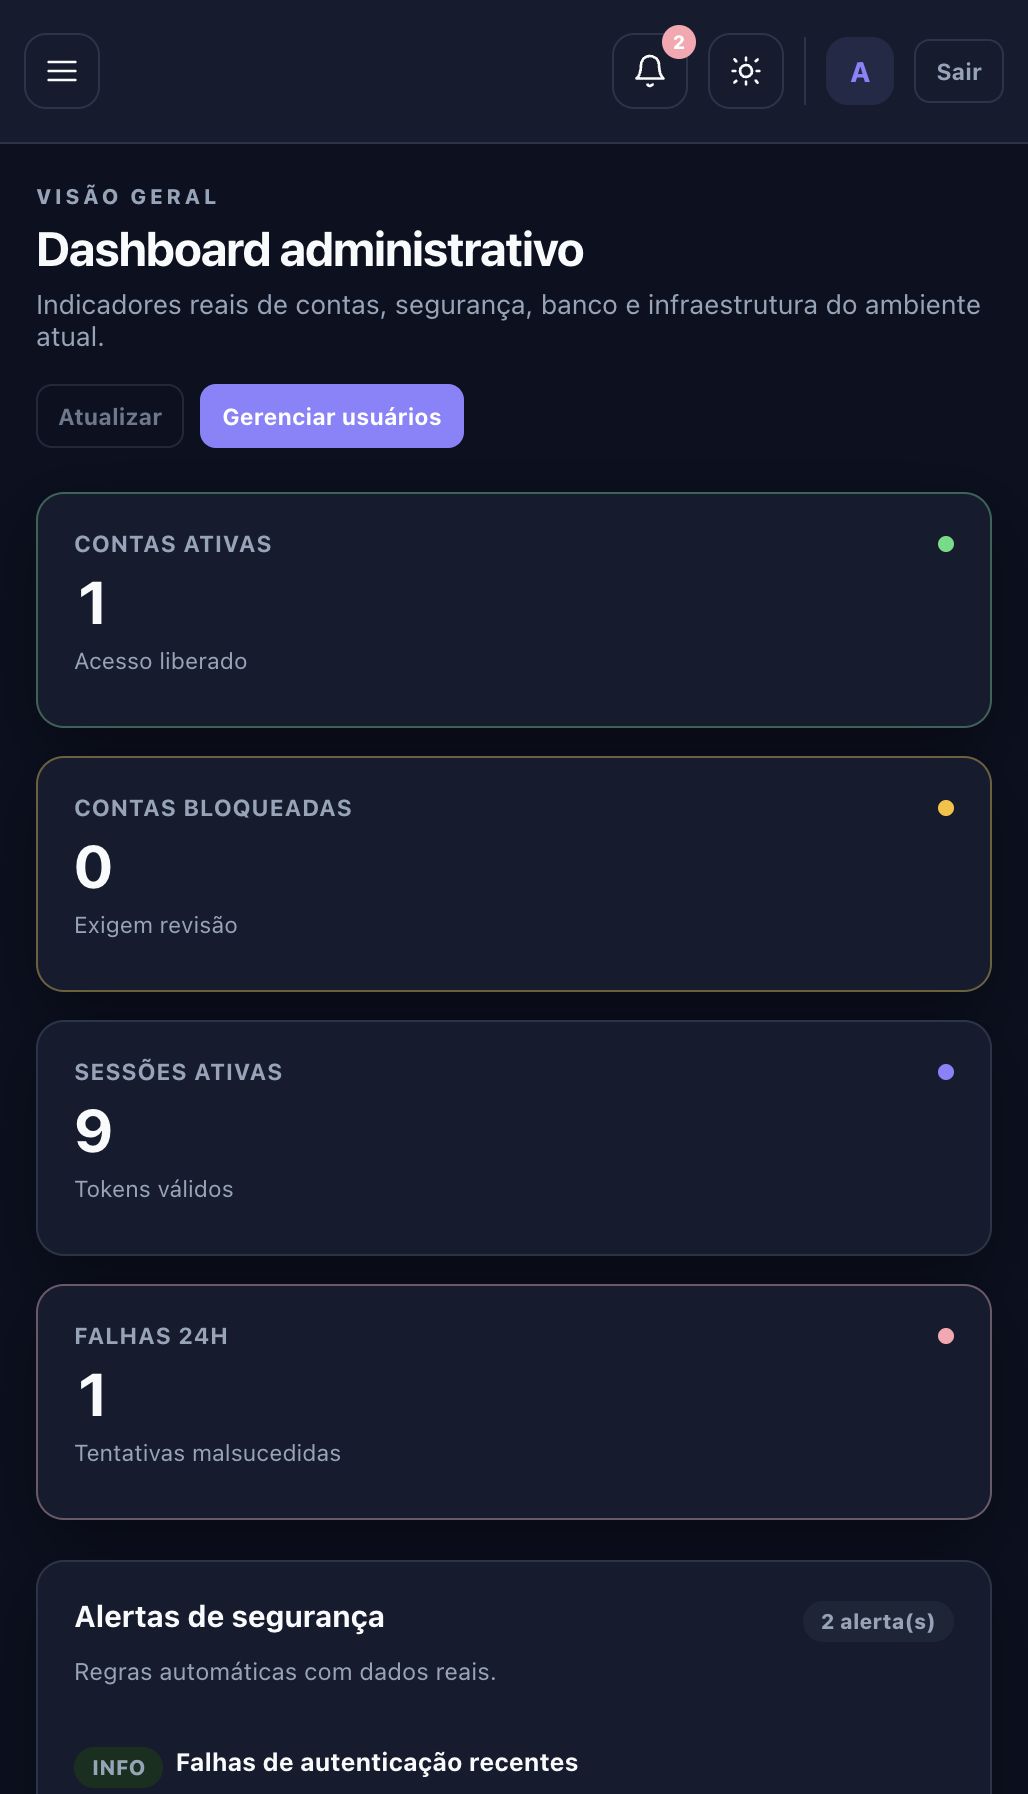 2
A
Sair
VISÃO GERAL
Dashboard administrativo
Indicadores reais de contas, segurança, banco e infraestrutura do ambiente
atual.
Atualizar
Gerenciar usuários
CONTAS ATIVAS
1
Acesso liberado
CONTAS BLOQUEADAS
0
Exigem revisão
SESSÕES ATIVAS
9
Tokens válidos
FALHAS 24H
1
Tentativas malsucedidas
Alertas de segurança
2 alerta(s)
Regras automáticas com dados reais.
INFO
Falhas de autenticação recentes